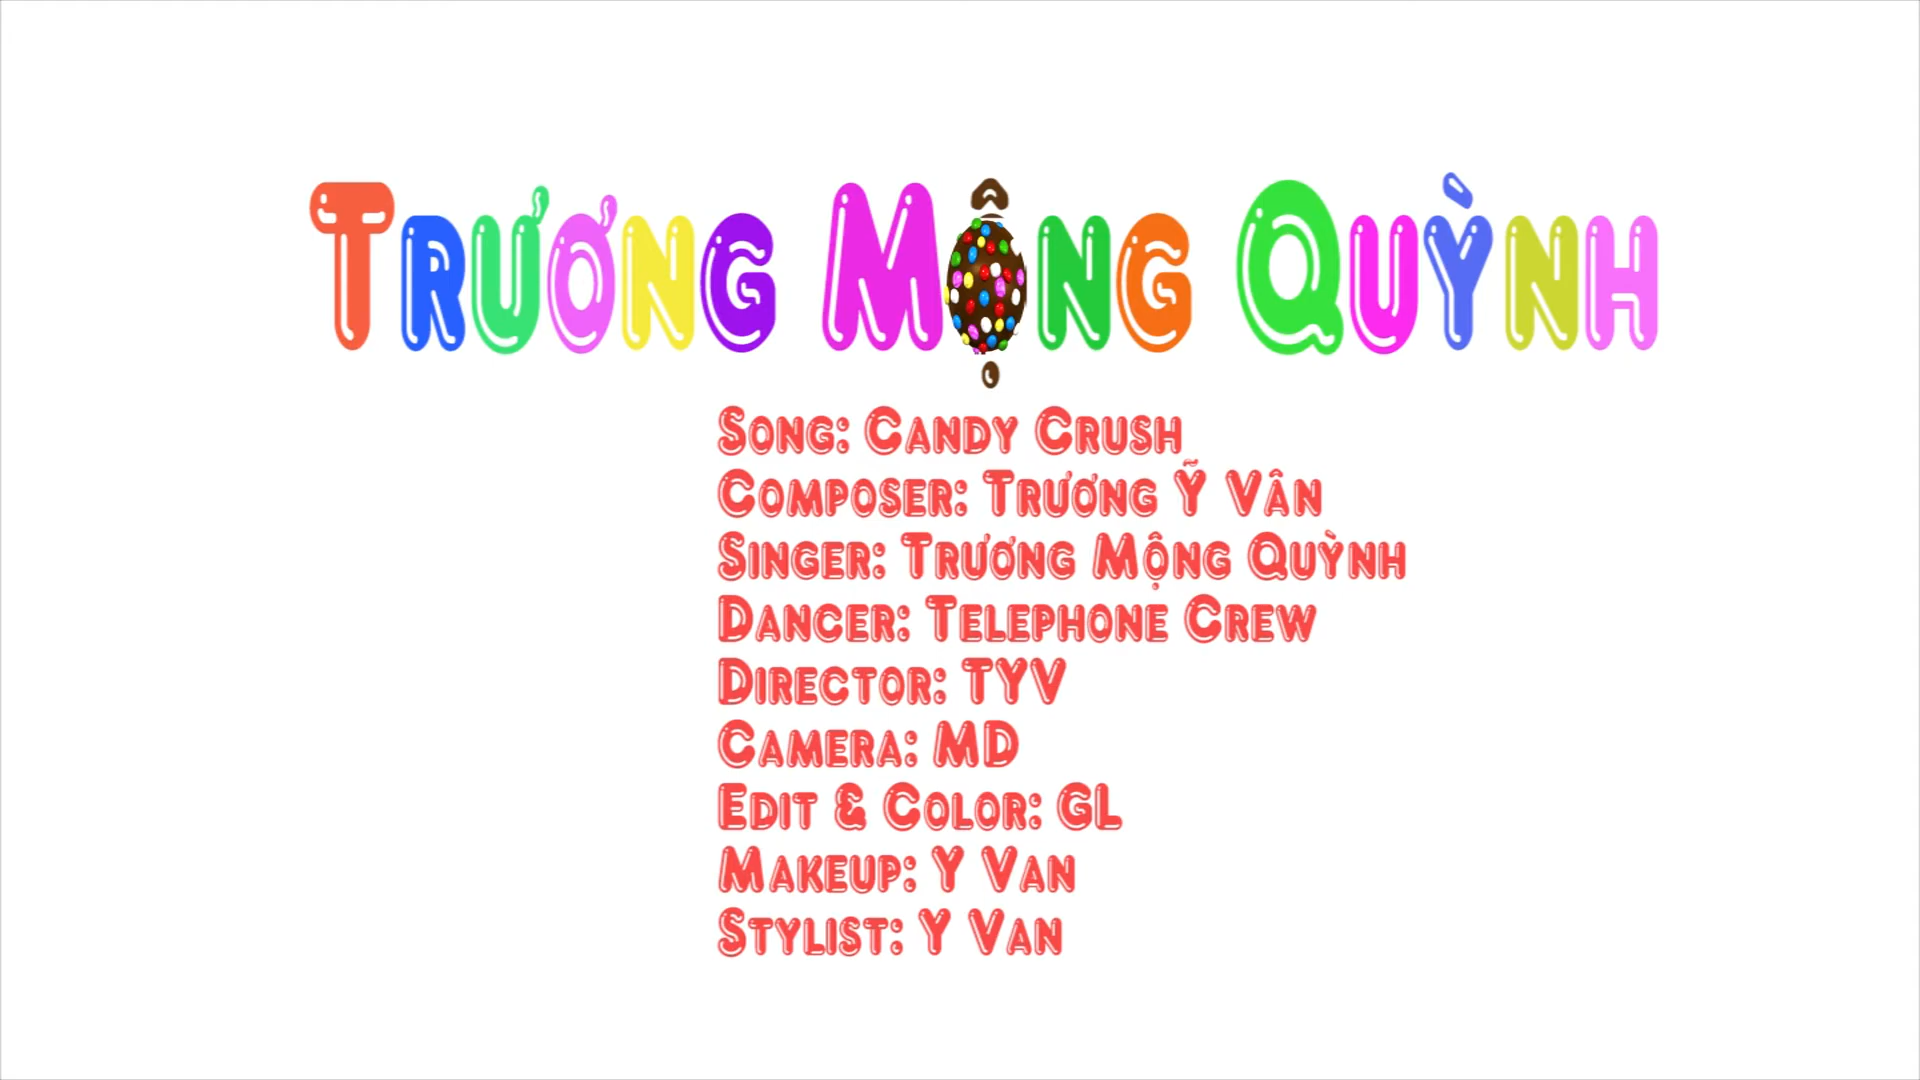 Trương Mộng Quỳnh
Song: Candy Crush
Composer: Trương Ỹ Vân
Singer: Trương Mộng Quỳnh
Dancer: Telephone Crew
Director: TYV
Camera: MD
Edit & Color: GL
Makeup: Y Van
Stylist: Y Van